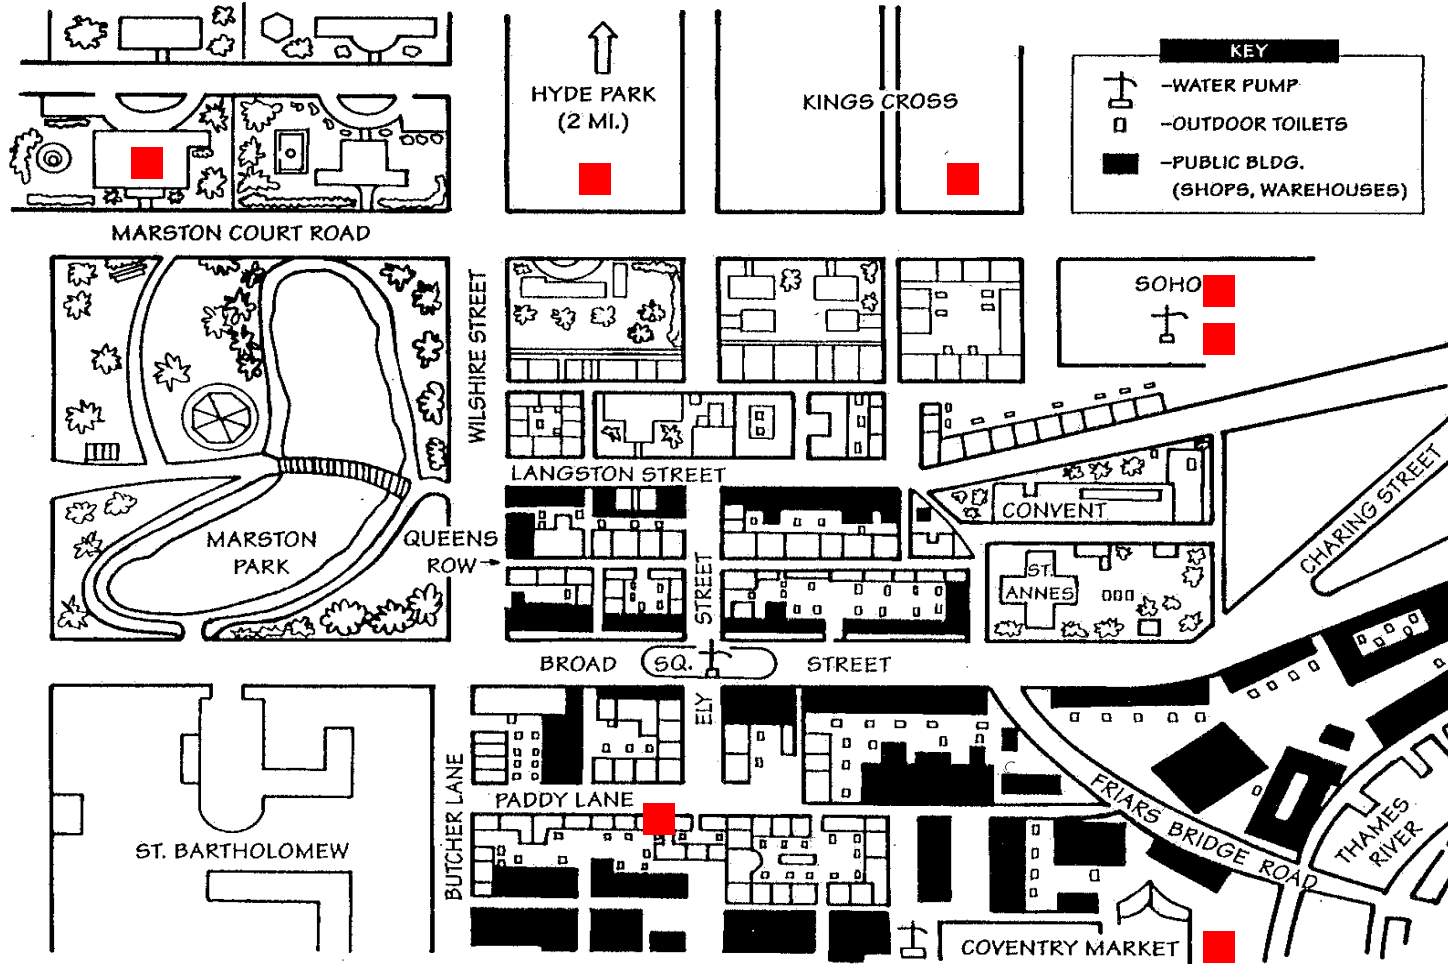 KEY
-WATER PUMP
-OUTDOOR TOILETS
-PUBLIC BLDG.
(SHOPS, WAREHOUSES)
HYDE PARK
(2 MI.)
KINGS CROSS
MARSTON COURT ROAD
WILSHIRE STREET
SOHO
LANGSTON STREET
CHARING STREET
CONVENT
MARSTON
PARK
QUEENS
ROW
ST.
ANNES
ELY STREET
BROAD SQ. STREET
BUTCHER LANE
PADDY LANE
FRIARS BRIDGE ROAD
THAMES
RIVER
ST. BARTHOLOMEW
COVENTRY MARKET